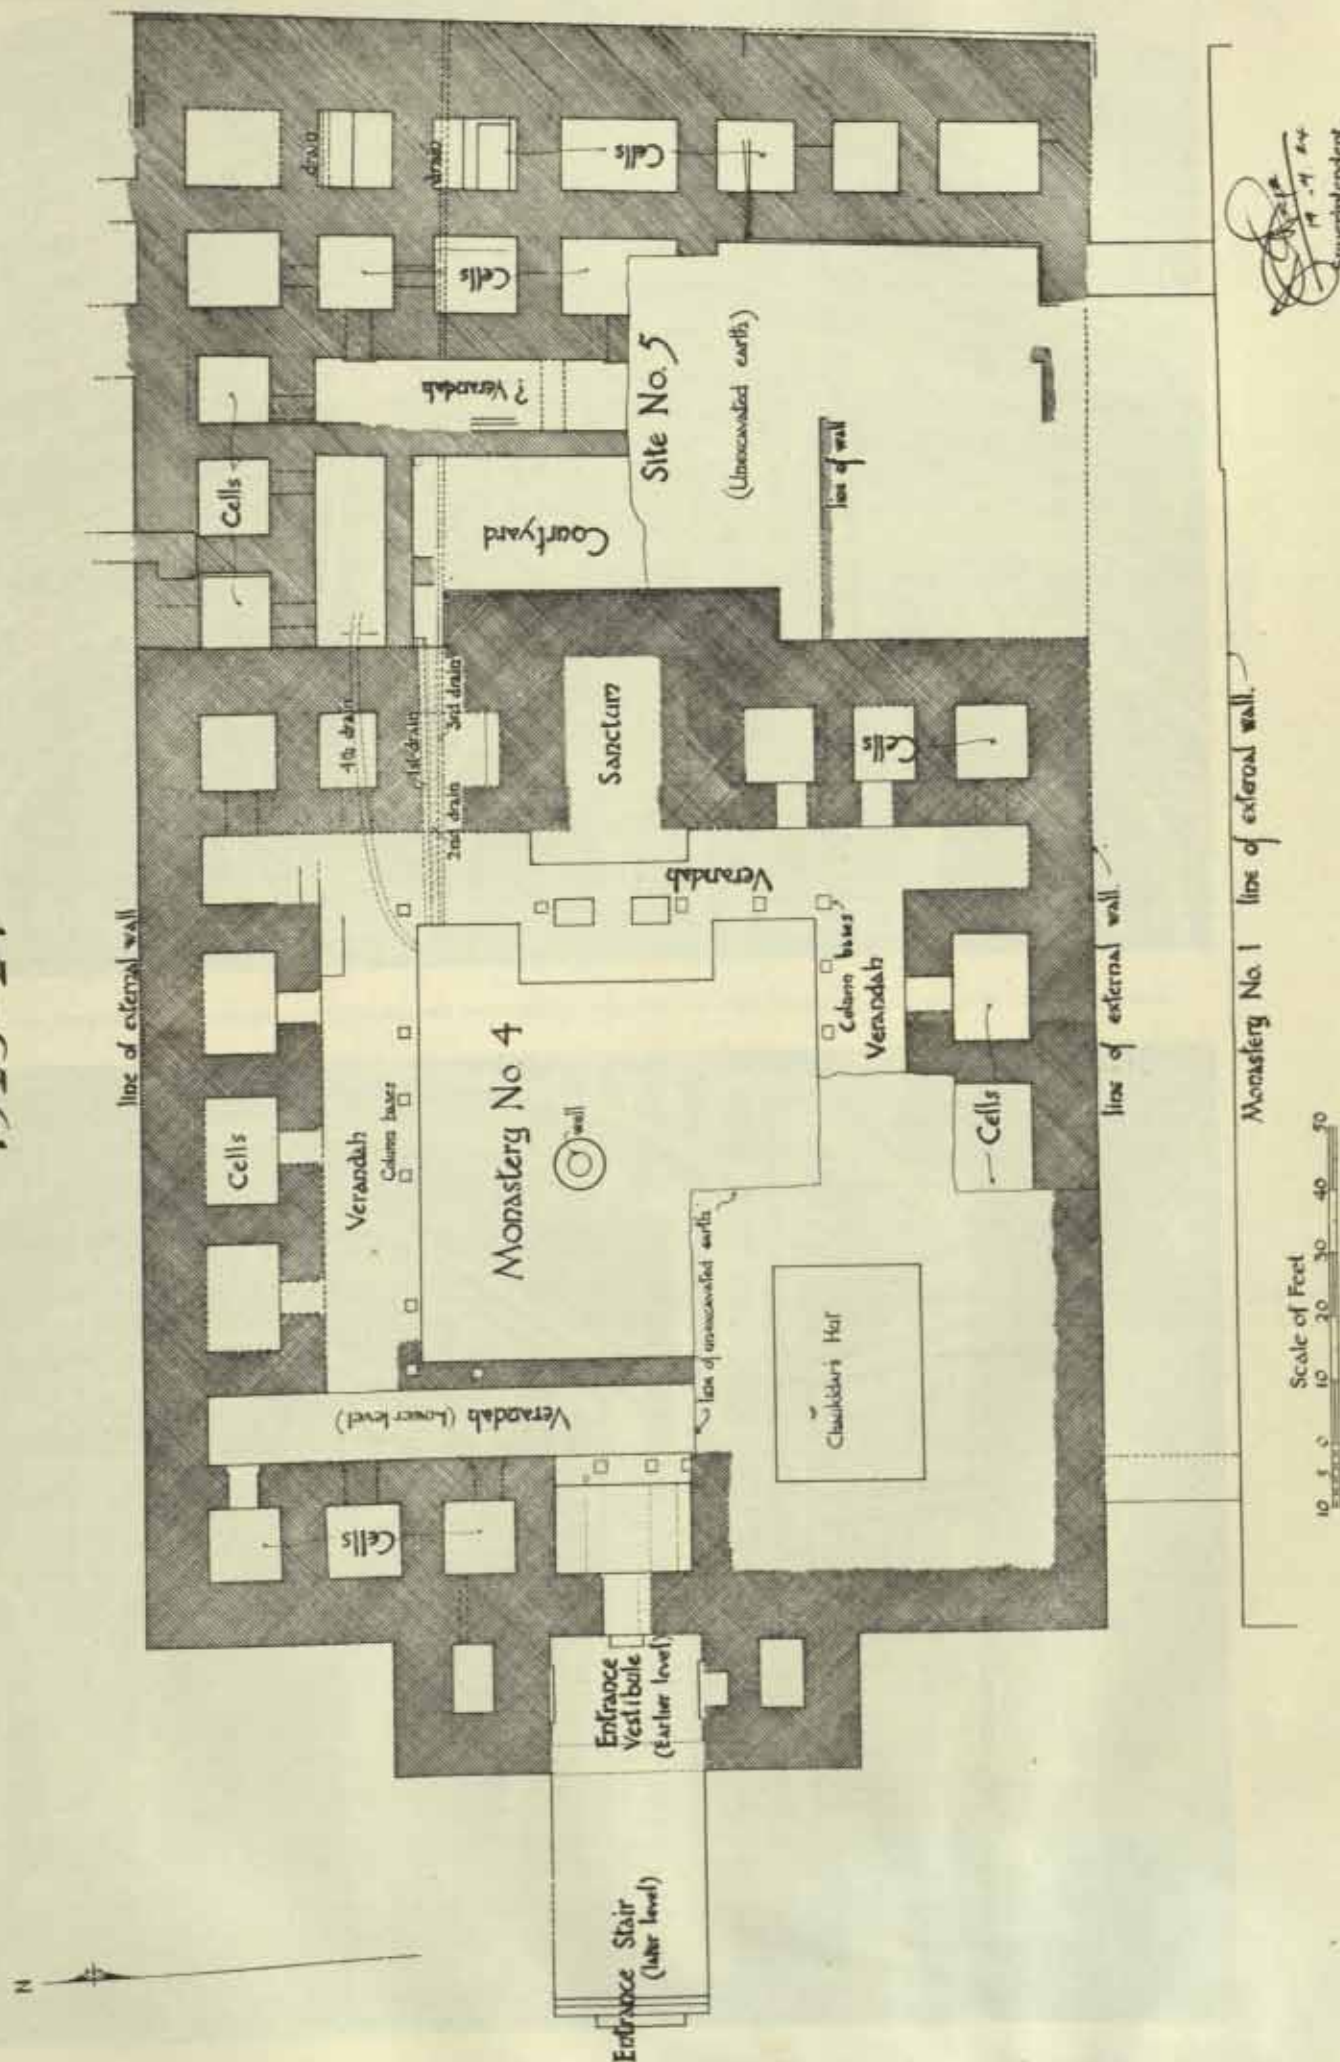 line of external wall
drain
drain
Cells
Cells
? Verandah
Cells
Courtyard
Site No. 5
(Unexcavated earth)
line of wall
4th drain
1st drain
2nd drain
3rd drain
Sanctum
Cells
Verandah
Column bases
Verandah
Cells
Cells
Verandah
Column bases
Monastery No 4
well
line of unexcavated earth
Chaukidari Hut
Verandah (Lower level)
Cells
Entrance
Vestibule
(Earlier level)
Entrance Stair
(later level)
line of external wall.
Monastery No. 1 line of external wall.
Scale of Feet
10 5 0 10 20 30 40 50
N
Superintendent